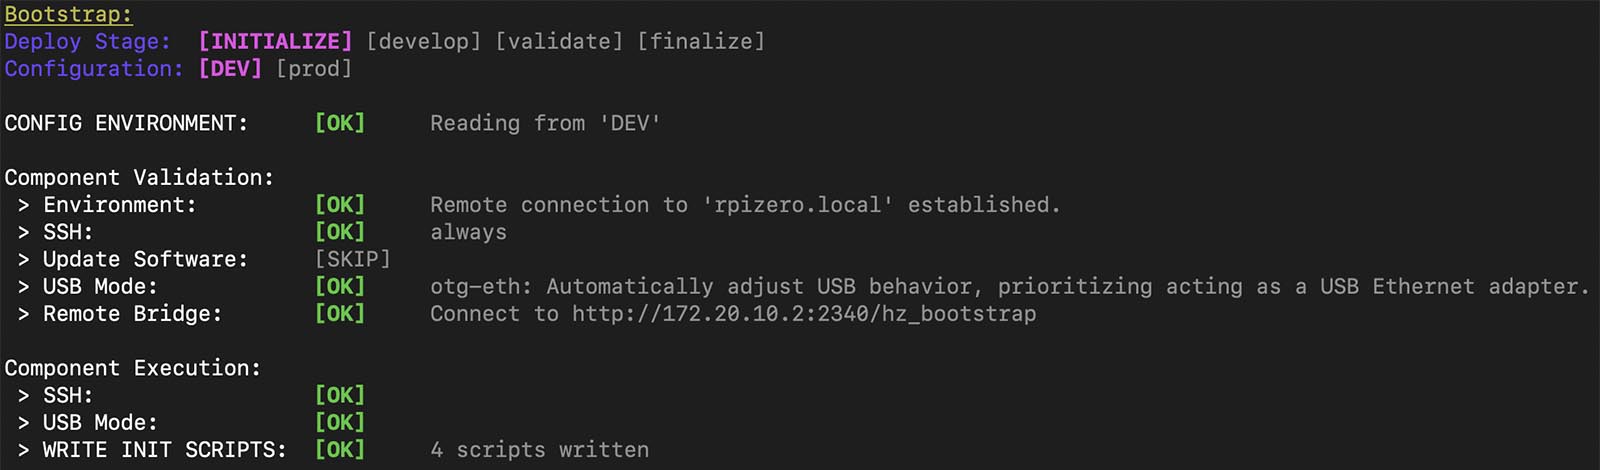 Bootstrap:
Deploy Stage: [INITIALIZE] [develop] [validate] [finalize]
Configuration: [DEV] [prod]
CONFIG ENVIRONMENT: [OK] Reading from 'DEV'
Component Validation:
> Environment: [OK] Remote connection to 'rpizero.local' established.
> SSH: [OK] always
> Update Software: [SKIP]
> USB Mode: [OK] otg-eth: Automatically adjust USB behavior, prioritizing acting as a USB Ethernet adapter.
> Remote Bridge: [OK] Connect to http://172.20.10.2:2340/hz_bootstrap
Component Execution:
> SSH: [OK]
> USB Mode: [OK]
> WRITE INIT SCRIPTS: [OK] 4 scripts written